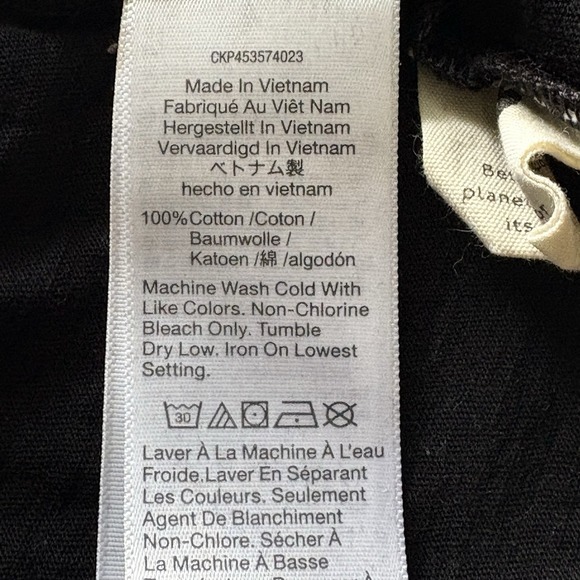 CKP453574023
Made In Vietnam
Fabriqué Au Viêt Nam
Hergestellt In Vietnam
Vervaardigd In Vietnam
ベトナム製
hecho en vietnam
100%Cotton /Coton /
Baumwolle /
Katoen /綿 /algodón
Machine Wash Cold With
Like Colors. Non-Chlorine
Bleach Only. Tumble
Dry Low. Iron On Lowest
Setting.
30
Laver À La Machine À L'eau
Froide.Laver En Séparant
Les Couleurs. Seulement
Agent De Blanchiment
Non-Chlore. Sécher À
La Machine À Basse
its